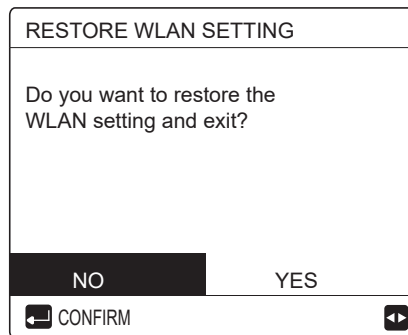 RESTORE WLAN SETTING
Do you want to restore the
WLAN setting and exit?
NO YES
CONFIRM